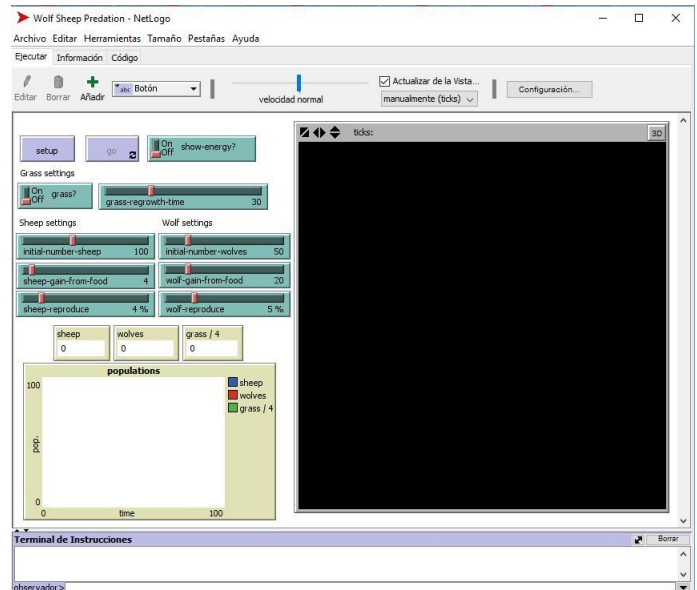 Wolf Sheep Predation - NetLogo
Archivo Editar Herramientas Tamaño Pestañas Ayuda
Ejecutar Información Código
Editar Borrar Añadir
abc Botón
velocidad normal
Actualizar de la Vista...
manualmente (ticks)
Configuración...
setup
go
On
Off
show-energy?
ticks:
3D
Grass settings
On
Off
grass?
grass-regrowth-time 30
Sheep settings
Wolf settings
initial-number-sheep 100
initial-number-wolves 50
sheep-gain-from-food 4
wolf-gain-from-food 20
sheep-reproduce 4 %
wolf-reproduce 5 %
sheep
0
wolves
0
grass / 4
0
populations
100
pop.
0
0
time
100
sheep
wolves
grass / 4
Terminal de Instrucciones
Borrar
observador>